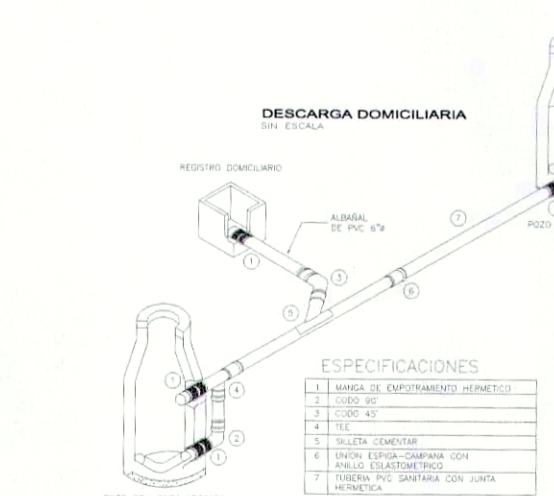 DESCARGA DOMICILIARIA
SIN ESCALA
REGISTRO DOMICILIARIO
ALBAÑAL
DE PVC 6"ø
7
POZO
1
3
5
6
1
4
2
1
ESPECIFICACIONES
1 MANGA DE EMPOTRAMIENTO HERMETICO
2 CODO 90°
3 CODO 45°
4 TEE
5 SILLETA CEMENTAR
6 UNION ESPIGA-CAMPANA CON
ANILLO ESLASTOMETRICO
7 TUBERIA PVC SANITARIA CON JUNTA
HERMETICA